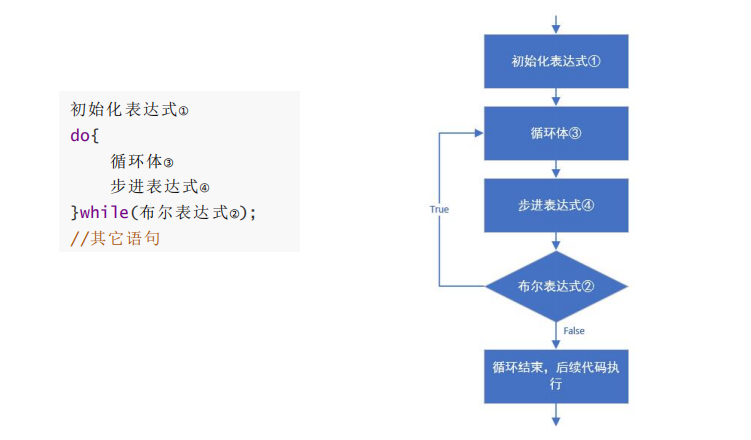 初始化表达式①
do{
循环体③
步进表达式④
}while(布尔表达式②);
//其它语句
初始化表达式①
循环体③
步进表达式④
True
布尔表达式②
False
循环结束，后续代码执
行